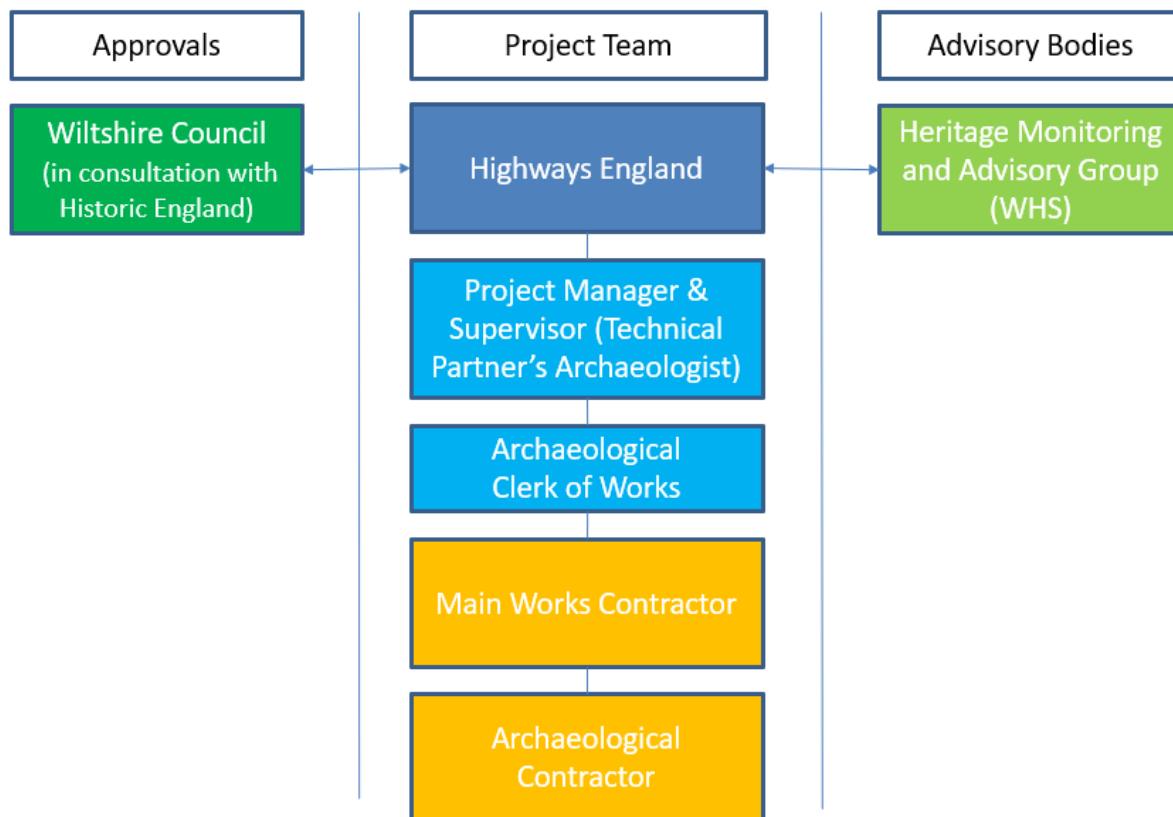 Approvals
Project Team
Advisory Bodies
Wiltshire Council
(in consultation with
Historic England)
Highways England
Heritage Monitoring
and Advisory Group
(WHS)
Project Manager &
Supervisor (Technical
Partner’s Archaeologist)
Archaeological
Clerk of Works
Main Works Contractor
Archaeological
Contractor